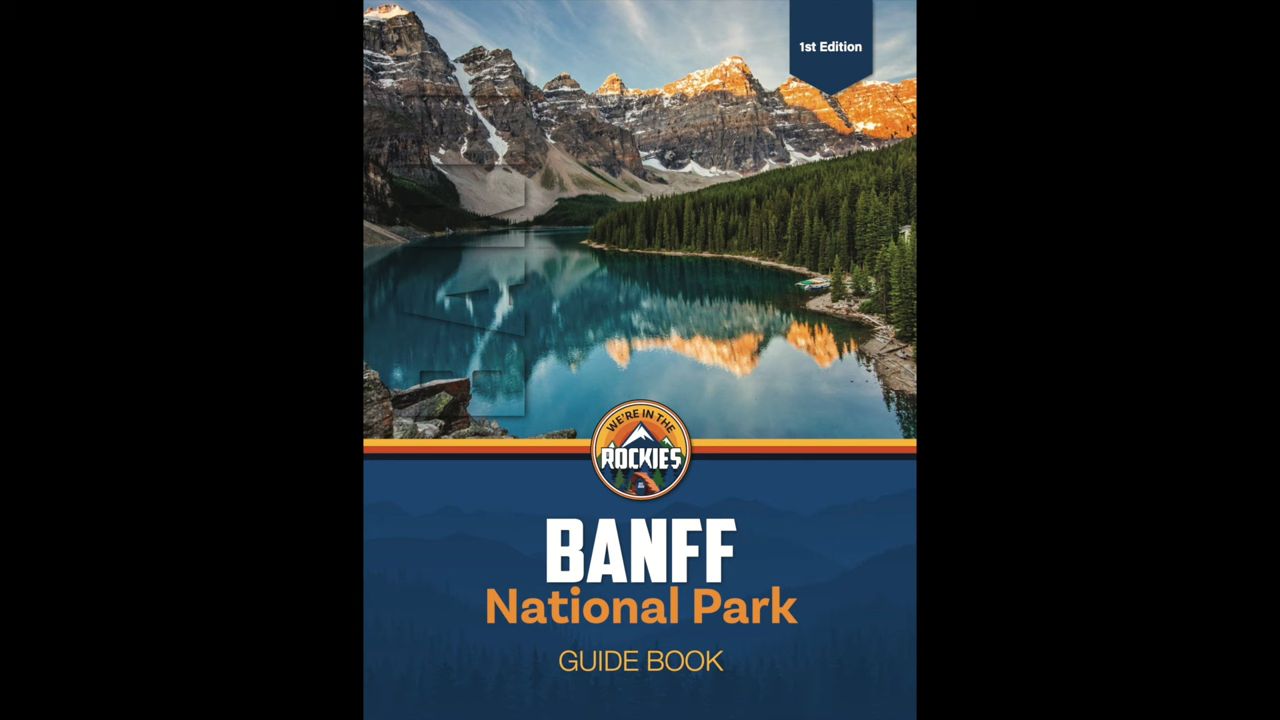 1st Edition
WE'RE IN THE
ROCKIES
BANFF
National Park
GUIDE BOOK